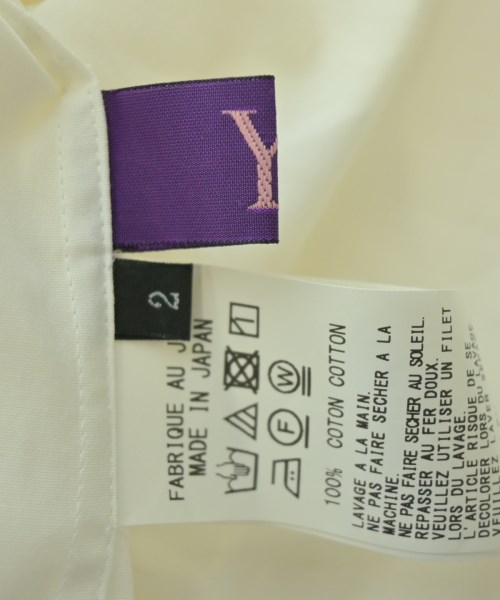 Y
2
FABRIQUE AU J
MADE IN JAPAN
F
W
100% COTON COTTON
LAVAGE A LA MAIN.
NE PAS FAIRE SECHER A LA
MACHINE.
NE PAS FAIRE SECHER AU SOLEIL.
REPASSER AU FER DOUX.
VEUILLEZ UTILISER UN FILET
LORS DU LAVAGE.
L'ARTICLE RISQUE DE SE
DECOLORER LORS DU LAVAGE
VEUILLEZ